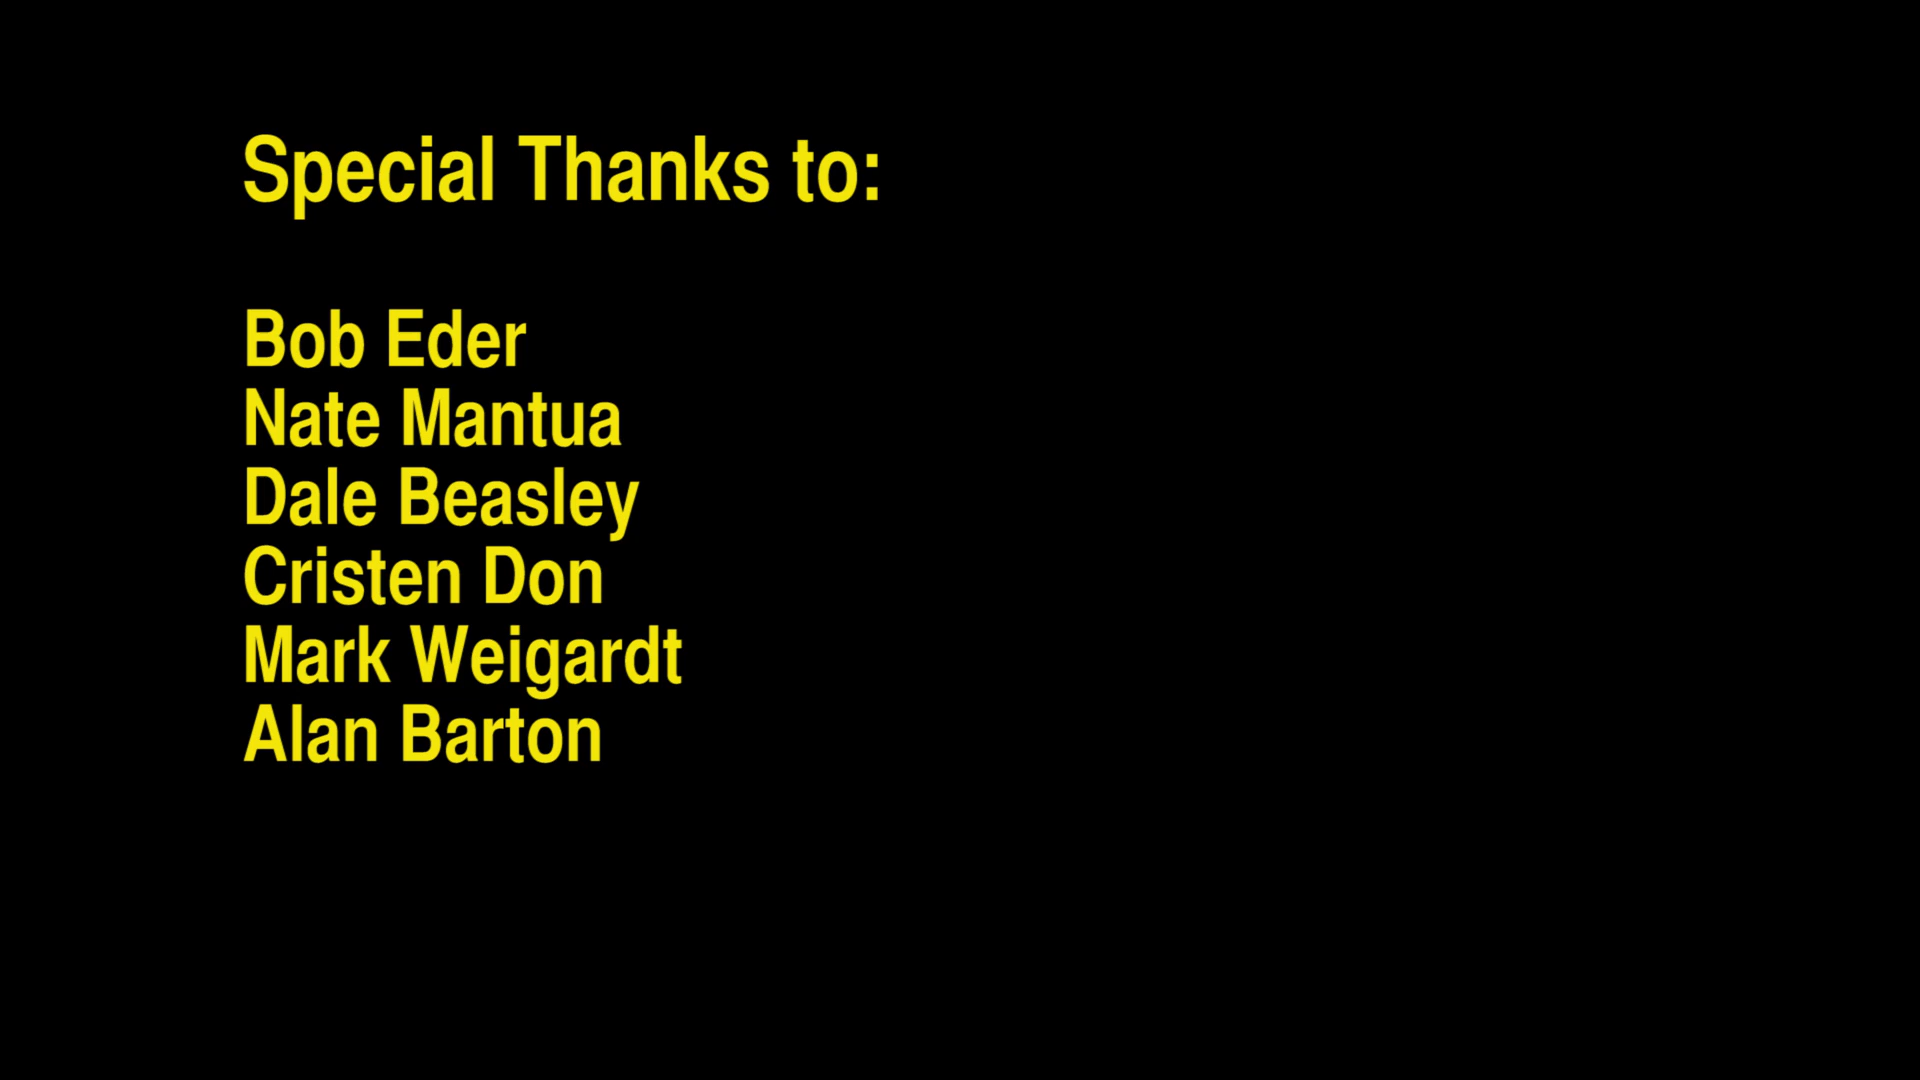 Special Thanks to:
Bob Eder
Nate Mantua
Dale Beasley
Cristen Don
Mark Weigardt
Alan Barton